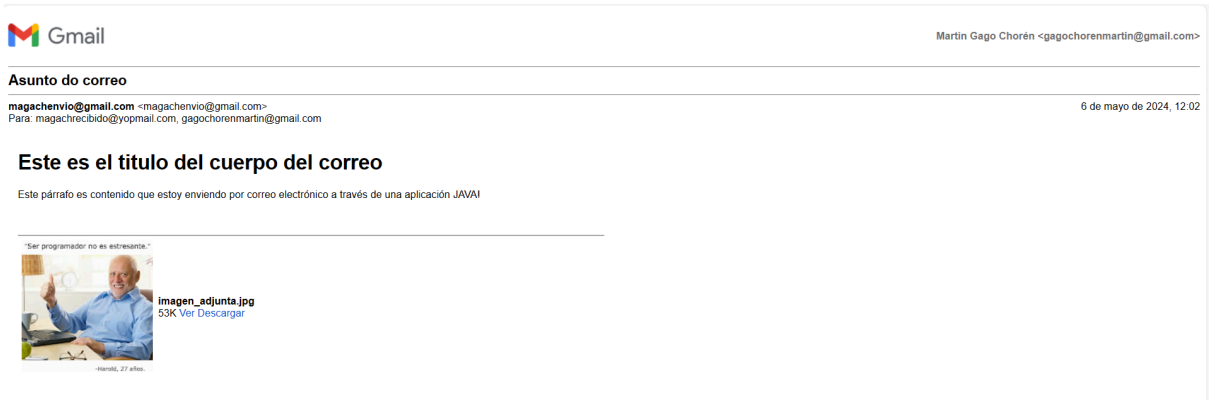 Gmail
Martin Gago Chorén <gagochorenmartin@gmail.com>
Asunto do correo
magachenvio@gmail.com <magachenvio@gmail.com>
6 de mayo de 2024, 12:02
Para: magachrecibido@yopmail.com, gagochorenmartin@gmail.com
Este es el titulo del cuerpo del correo
Este párrafo es contenido que estoy enviendo por correo electrónico a través de una aplicación JAVA!
"Ser programador no es estresante."
imagen_adjunta.jpg
53K Ver Descargar
-Harold, 27 años.